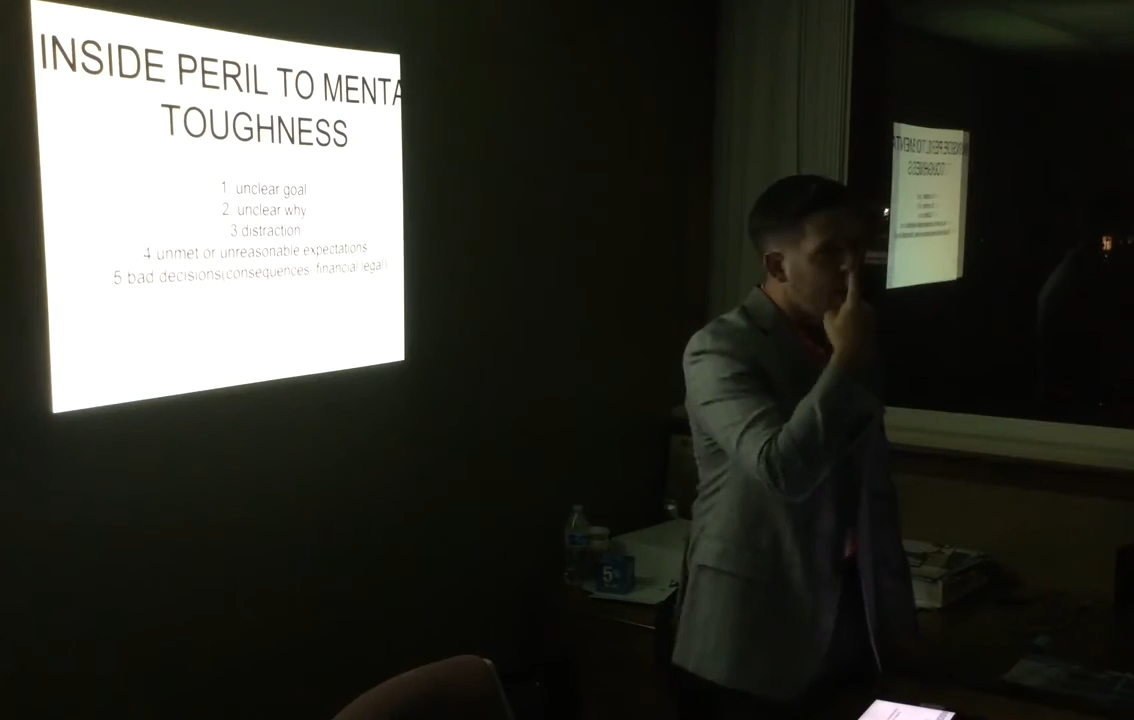 INSIDE PERIL TO MENTA
TOUGHNESS
1 unclear goal
2 unclear why
3 distraction
4 unmet or unreasonable expectations
5 bad decisions(consequences financial legal)
5